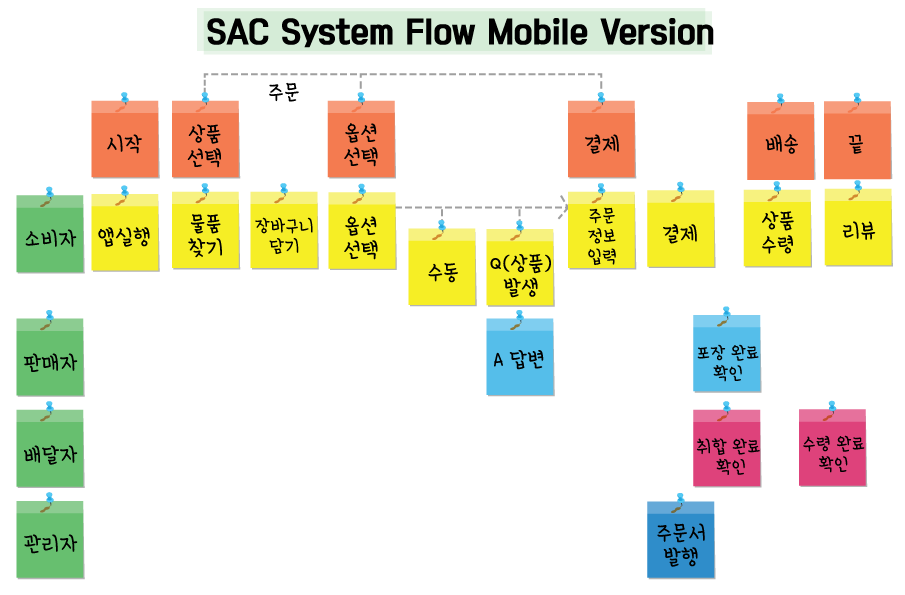 SAC System Flow Mobile Version
주문
시작
상품
선택
옵션
선택
결제
배송
끝
소비자
앱실행
물품
찾기
장바구니
담기
옵션
선택
수동
Q(상품)
발생
주문
정보
입력
결제
상품
수령
리뷰
판매자
A 답변
포장 완료
확인
배달자
취합 완료
확인
수령 완료
확인
관리자
주문서
발행